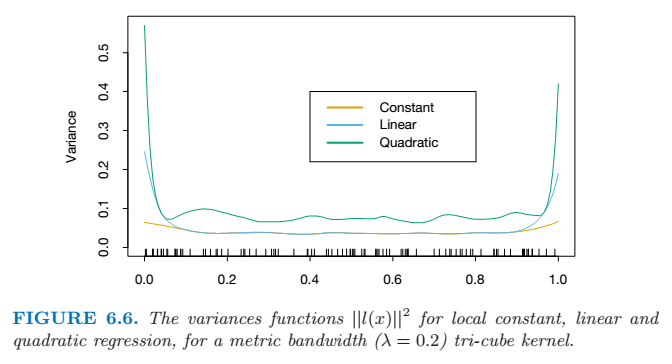 0.5
0.4
0.3
0.2
0.1
0.0
Variance
Constant
Linear
Quadratic
0.0 0.2 0.4 0.6 0.8 1.0
FIGURE 6.6. The variances functions ||l(x)||² for local constant, linear and
quadratic regression, for a metric bandwidth (λ = 0.2) tri-cube kernel.